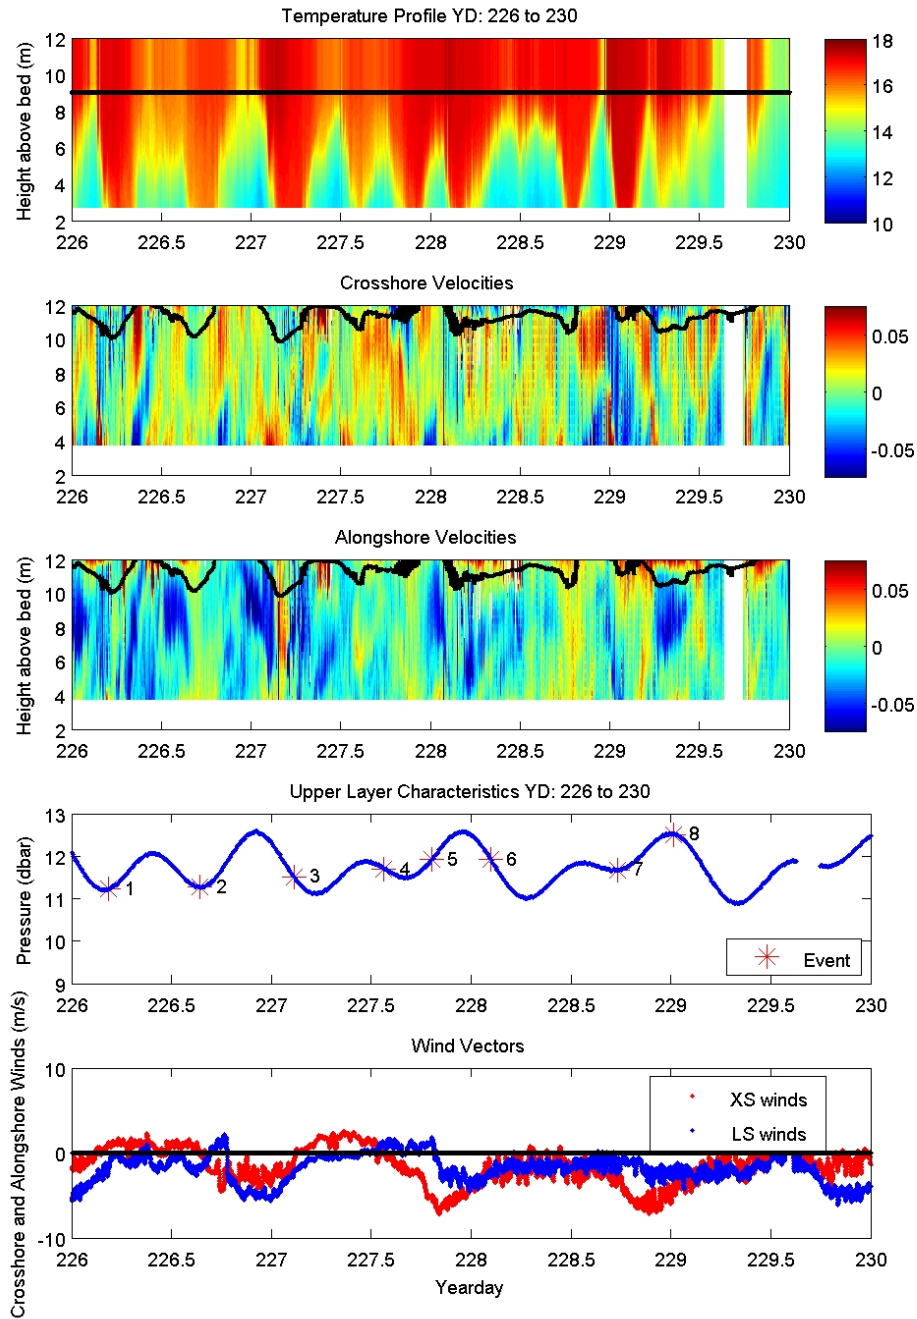 Temperature Profile YD: 226 to 230
Height above bed (m)
12
10
8
6
4
2
226 226.5 227 227.5 228 228.5 229 229.5 230
18
16
14
12
10
Crosshore Velocities
12
10
8
6
4
2
226 226.5 227 227.5 228 228.5 229 229.5 230
0.05
0
-0.05
Alongshore Velocities
Height above bed (m)
12
10
8
6
4
2
226 226.5 227 227.5 228 228.5 229 229.5 230
0.05
0
-0.05
Upper Layer Characteristics YD: 226 to 230
Pressure (dbar)
13
12
11
10
9
1 2 3 4 5 6 7 8
Event
226 226.5 227 227.5 228 228.5 229 229.5 230
Wind Vectors
Crosshore and Alongshore Winds (m/s)
10
0
-10
XS winds
LS winds
226 226.5 227 227.5 228 228.5 229 229.5 230
Yearday